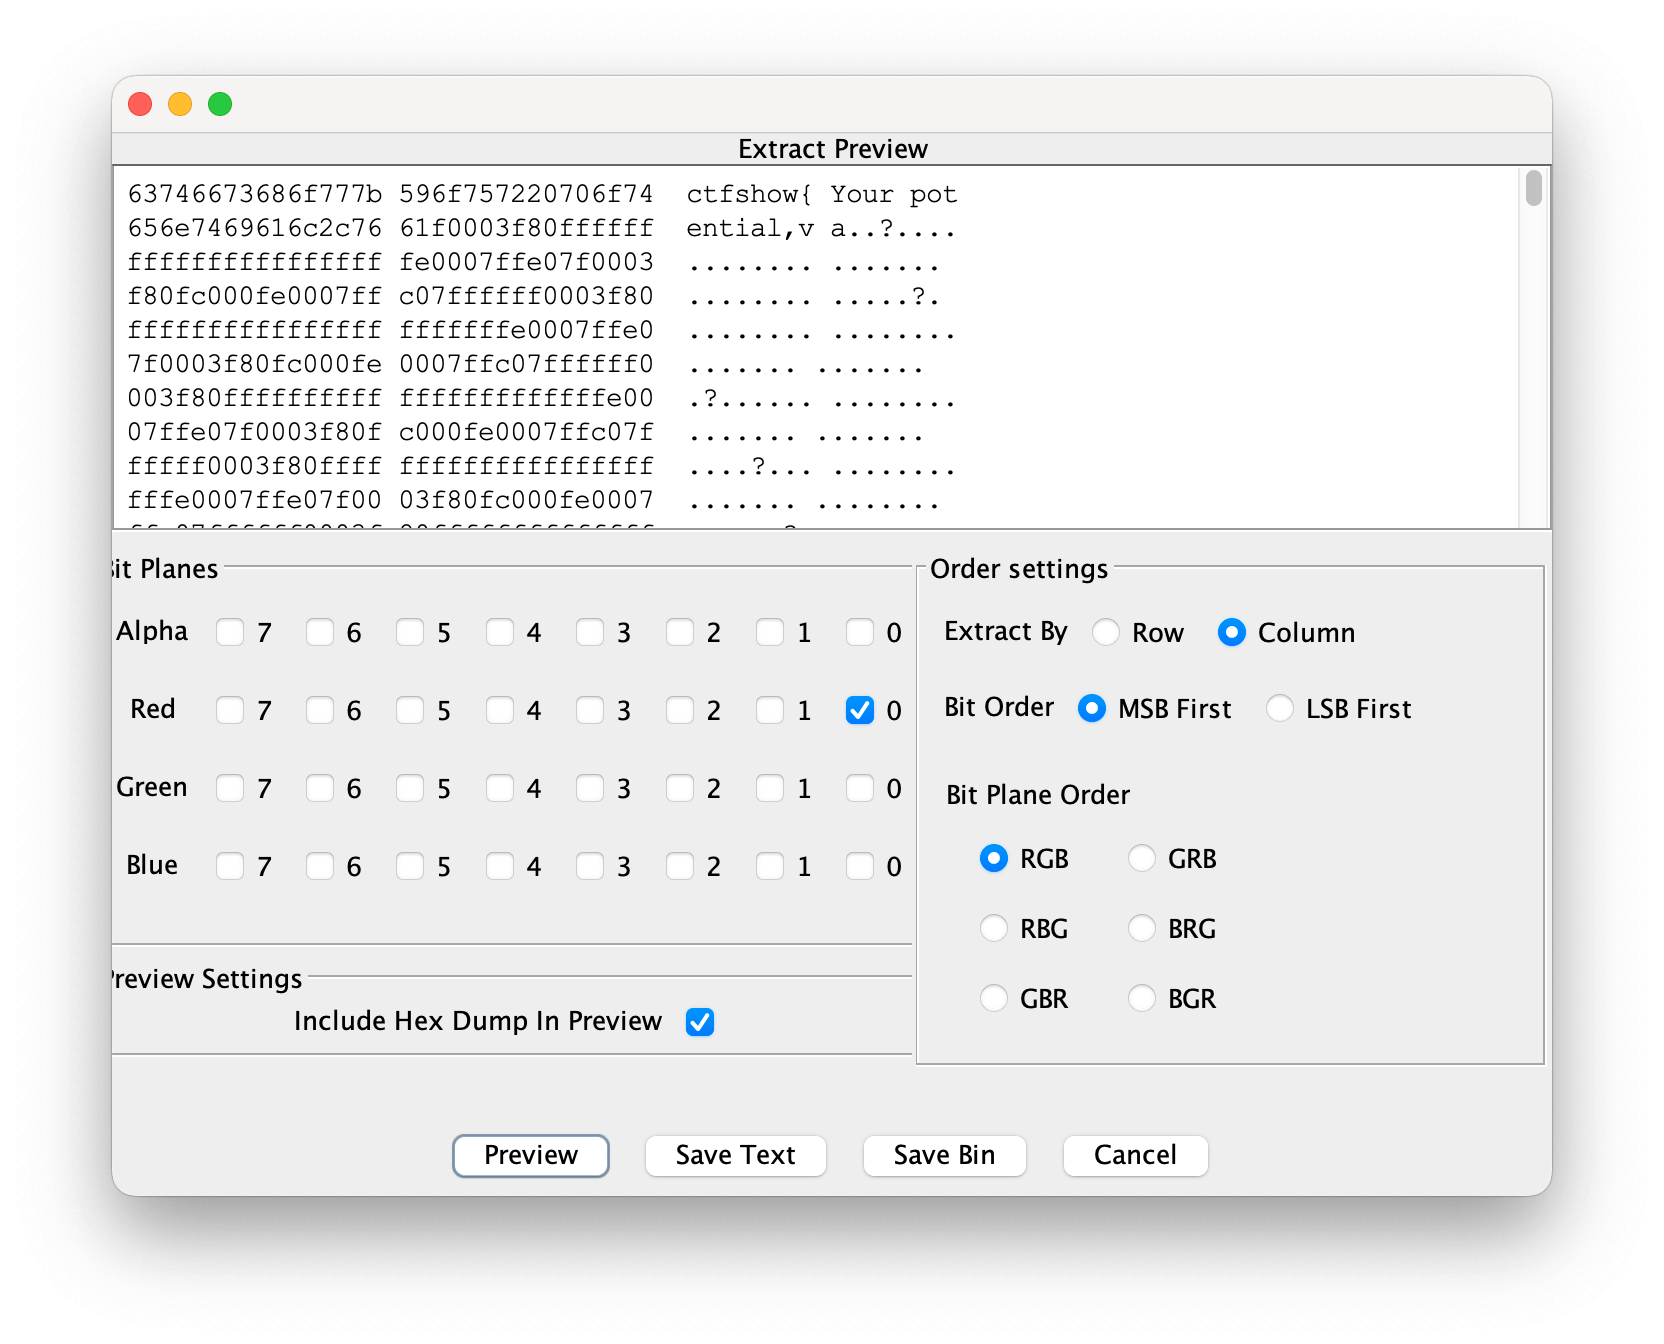 Extract Preview
63746673686f777b 596f757220706f74 ctfshow{ Your pot
656e7469616c2c76 61f0003f80ffffff ential,v a..?....
ffffffffffffffff fe0007ffe07f0003 ........ .......
f80fc000fe0007ff c07ffffff0003f80 ........ .....?.
ffffffffffffffff fffffffe0007ffe0 ........ ........
7f0003f80fc000fe 0007ffc07ffffff0 ....... .......
003f80ffffffffff fffffffffffffe00 .?...... ........
07ffe07f0003f80f c000fe0007ffc07f ....... .......
fffff0003f80ffff ffffffffffffffff ....?... ........
fffe0007ffe07f00 03f80fc000fe0007 ....... ........
Bit Planes
Alpha 7 6 5 4 3 2 1 0
Red 7 6 5 4 3 2 1 0
Green 7 6 5 4 3 2 1 0
Blue 7 6 5 4 3 2 1 0
Preview Settings
Include Hex Dump In Preview
Order settings
Extract By Row Column
Bit Order MSB First LSB First
Bit Plane Order
RGB GRB
RBG BRG
GBR BGR
Preview Save Text Save Bin Cancel